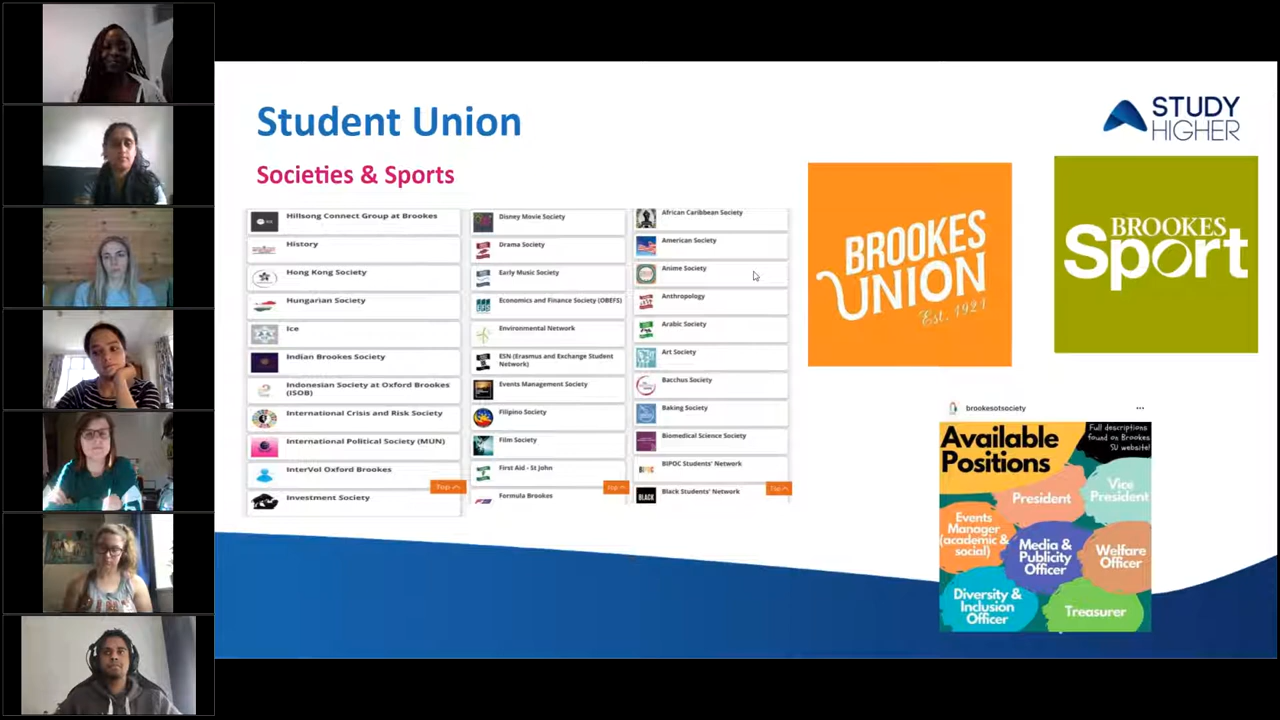 Student Union
Societies & Sports
STUDY
HIGHER
Hillsong Connect Group at Brookes
History
Hong Kong Society
Hungarian Society
Ice
Indian Brookes Society
Indonesian Society at Oxford Brookes
(ISOB)
International Crisis and Risk Society
International Political Society (MUN)
InterVol Oxford Brookes
Investment Society
Top
Disney Movie Society
Drama Society
Early Music Society
Economics and Finance Society (OBEFS)
Environmental Network
ESN (Erasmus and Exchange Student
Network)
Events Management Society
Filipino Society
Film Society
First Aid - St John
Formula Brookes
Top
African Caribbean Society
American Society
Anime Society
Anthropology
Arabic Society
Art Society
Bacchus Society
Baking Society
Biomedical Science Society
BIPOC Students' Network
BIPOC
Black Students' Network
BLACK
Top
BROOKES
UNION
Est. 1921
BROOKES
Sport
brookesotsociety
Available
Positions
Full descriptions
found on Brookes
SU website!
President
Vice
President
Events
Manager
(academic &
social)
Media &
Publicity
Officer
Welfare
Officer
Diversity &
Inclusion
Officer
Treasurer